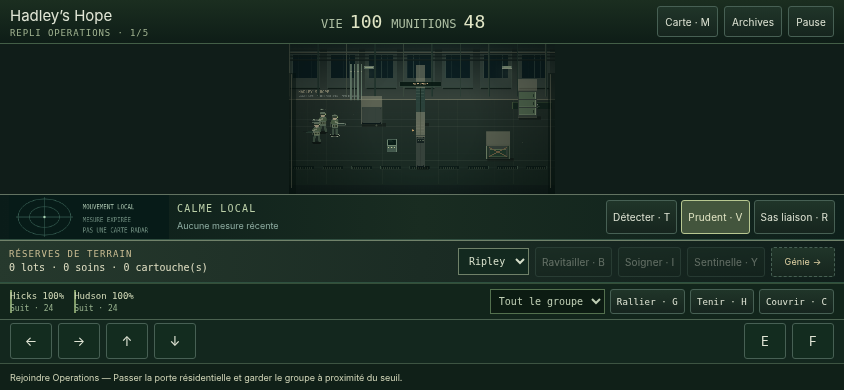 Hadley's Hope
REPLI OPERATIONS · 1/5
VIE 100 MUNITIONS 48
Carte · M
Archives
Pause
MOUVEMENT LOCAL
MESURE EXPIRÉE
PAS UNE CARTE RADAR
CALME LOCAL
Aucune mesure récente
Détecter · T
Prudent · V
Sas liaison · R
RÉSERVES DE TERRAIN
0 lots · 0 soins · 0 cartouche(s)
Ripley
Ravitailler · B
Soigner · I
Sentinelle · Y
Génie →
Hicks 100%
Suit · 24
Hudson 100%
Suit · 24
Tout le groupe
Rallier · G
Tenir · H
Couvrir · C
← → ↑ ↓
E F
Rejoindre Operations — Passer la porte résidentielle et garder le groupe à proximité du seuil.